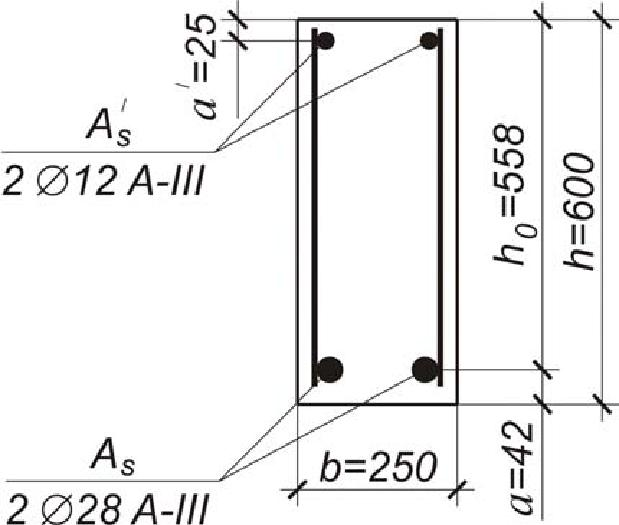 a'=25
A's
2 ∅12 A-III
h0=558
h=600
As
2 ∅28 A-III
b=250
a=42